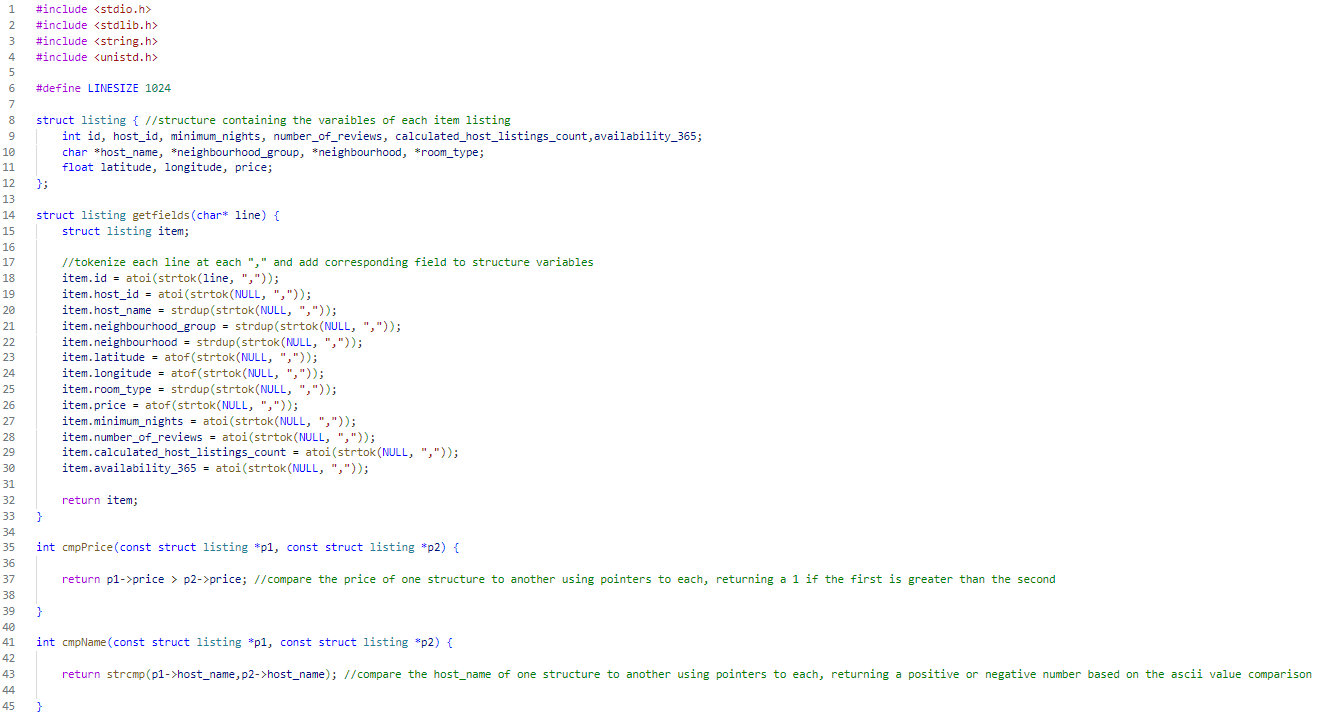 1 #include <stdio.h>
2 #include <stdlib.h>
3 #include <string.h>
4 #include <unistd.h>
5
6 #define LINESIZE 1024
7
8 struct listing { //structure containing the varaibles of each item listing
9     int id, host_id, minimum_nights, number_of_reviews, calculated_host_listings_count,availability_365;
10     char *host_name, *neighbourhood_group, *neighbourhood, *room_type;
11     float latitude, longitude, price;
12 };
13
14 struct listing getfields(char* line) {
15     struct listing item;
16
17     //tokenize each line at each "," and add corresponding field to structure variables
18     item.id = atoi(strtok(line, ","));
19     item.host_id = atoi(strtok(NULL, ","));
20     item.host_name = strdup(strtok(NULL, ","));
21     item.neighbourhood_group = strdup(strtok(NULL, ","));
22     item.neighbourhood = strdup(strtok(NULL, ","));
23     item.latitude = atof(strtok(NULL, ","));
24     item.longitude = atof(strtok(NULL, ","));
25     item.room_type = strdup(strtok(NULL, ","));
26     item.price = atof(strtok(NULL, ","));
27     item.minimum_nights = atoi(strtok(NULL, ","));
28     item.number_of_reviews = atoi(strtok(NULL, ","));
29     item.calculated_host_listings_count = atoi(strtok(NULL, ","));
30     item.availability_365 = atoi(strtok(NULL, ","));
31
32     return item;
33 }
34
35 int cmpPrice(const struct listing *p1, const struct listing *p2) {
36
37     return p1->price > p2->price; //compare the price of one structure to another using pointers to each, returning a 1 if the first is greater than the second
38
39 }
40
41 int cmpName(const struct listing *p1, const struct listing *p2) {
42
43     return strcmp(p1->host_name,p2->host_name); //compare the host_name of one structure to another using pointers to each, returning a positive or negative number based on the ascii value comparison
44
45 }